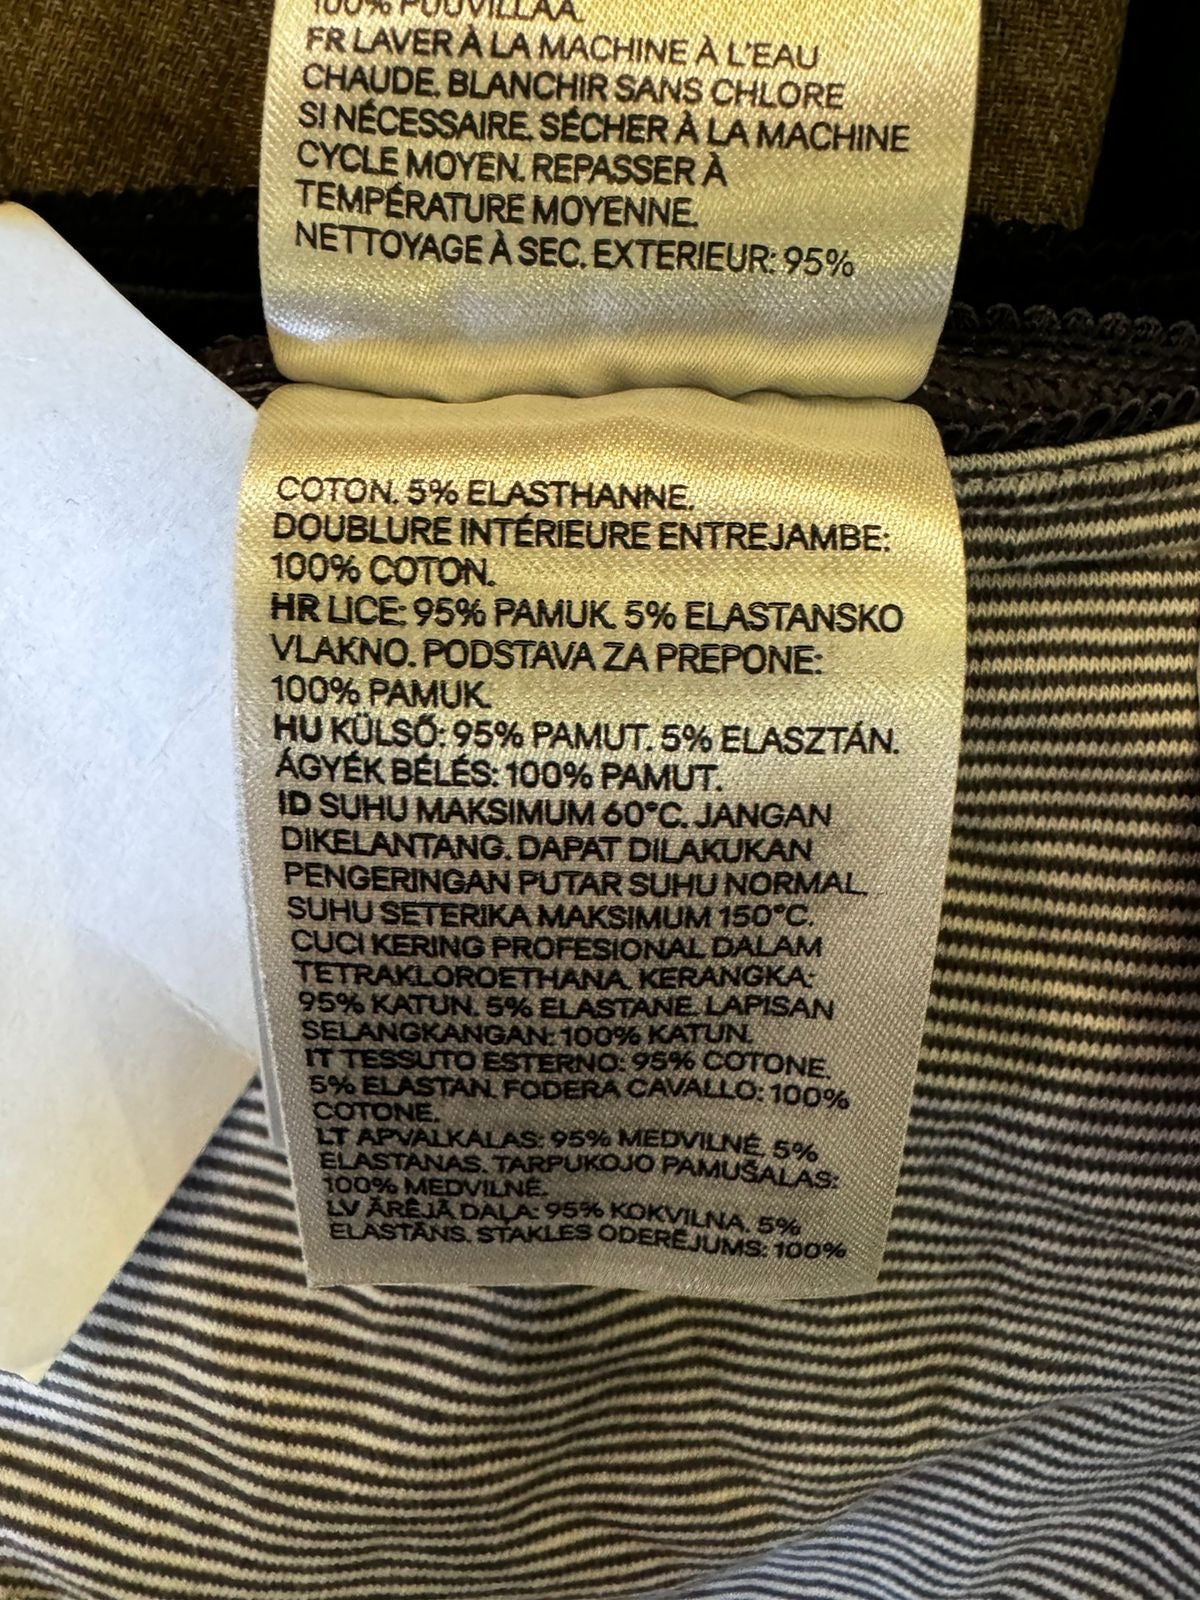 100% PUUVILLAA.
FR LAVER À LA MACHINE À L'EAU
CHAUDE. BLANCHIR SANS CHLORE
SI NÉCESSAIRE. SÉCHER À LA MACHINE
CYCLE MOYEN. REPASSER À
TEMPÉRATURE MOYENNE.
NETTOYAGE À SEC. EXTERIEUR: 95%
COTON. 5% ELASTHANNE.
DOUBLURE INTÉRIEURE ENTREJAMBE:
100% COTON.
HR LICE: 95% PAMUK. 5% ELASTANSKO
VLAKNO. PODSTAVA ZA PREPONE:
100% PAMUK.
HU KÜLSŐ: 95% PAMUT. 5% ELASZTÁN.
ÁGYÉK BÉLÉS: 100% PAMUT.
ID SUHU MAKSIMUM 60°C. JANGAN
DIKELANTANG. DAPAT DILAKUKAN
PENGERINGAN PUTAR SUHU NORMAL.
SUHU SETERIKA MAKSIMUM 150°C.
CUCI KERING PROFESIONAL DALAM
TETRAKLOROETHANA. KERANGKA:
95% KATUN. 5% ELASTANE. LAPISAN
SELANGKANGAN: 100% KATUN.
IT TESSUTO ESTERNO: 95% COTONE.
5% ELASTAN. FODERA CAVALLO: 100%
COTONE.
LT APVALKALAS: 95% MEDVILNĖ. 5%
ELASTANAS. TARPUKOJO PAMUŠALAS:
100% MEDVILNĖ.
LV ĀRĒJĀ DAĻA: 95% KOKVILNA. 5%
ELASTĀNS. STAKLES ODERĒJUMS: 100%